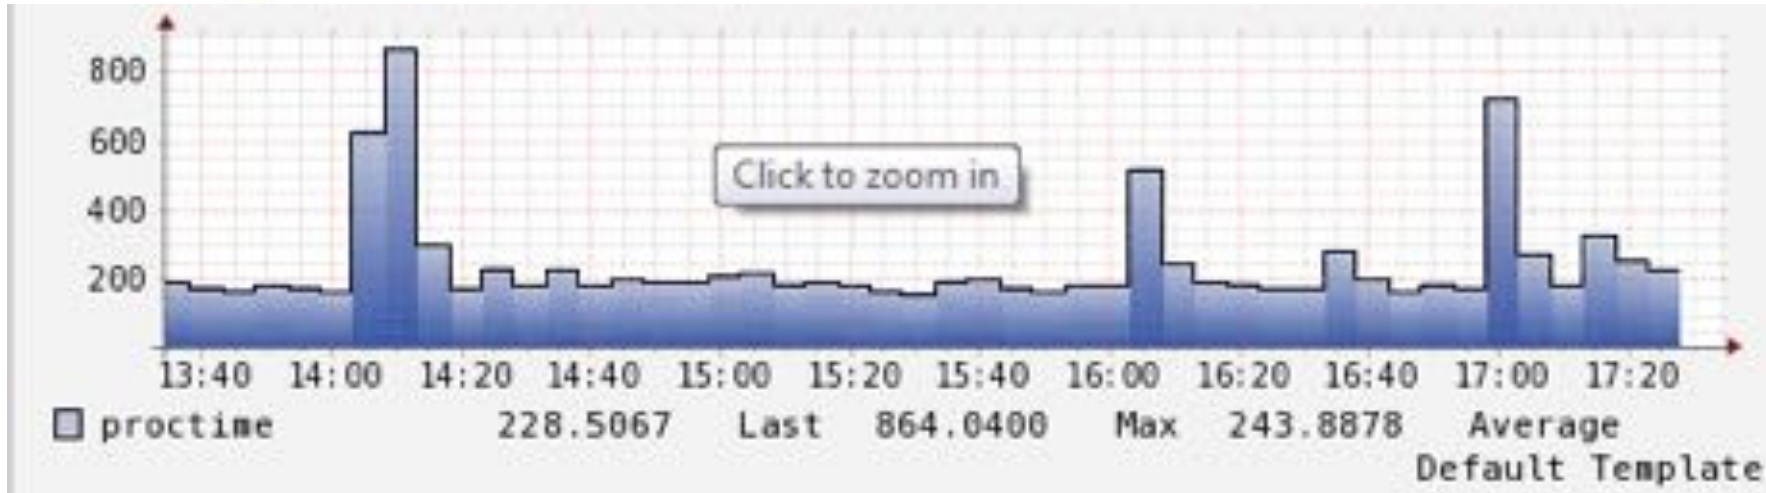 800
600
Click to zoom in
400
200
13:40 14:00 14:20 14:40 15:00 15:20 15:40 16:00 16:20 16:40 17:00 17:20
proctime 228.5067 Last 864.0400 Max 243.8878 Average
Default Template